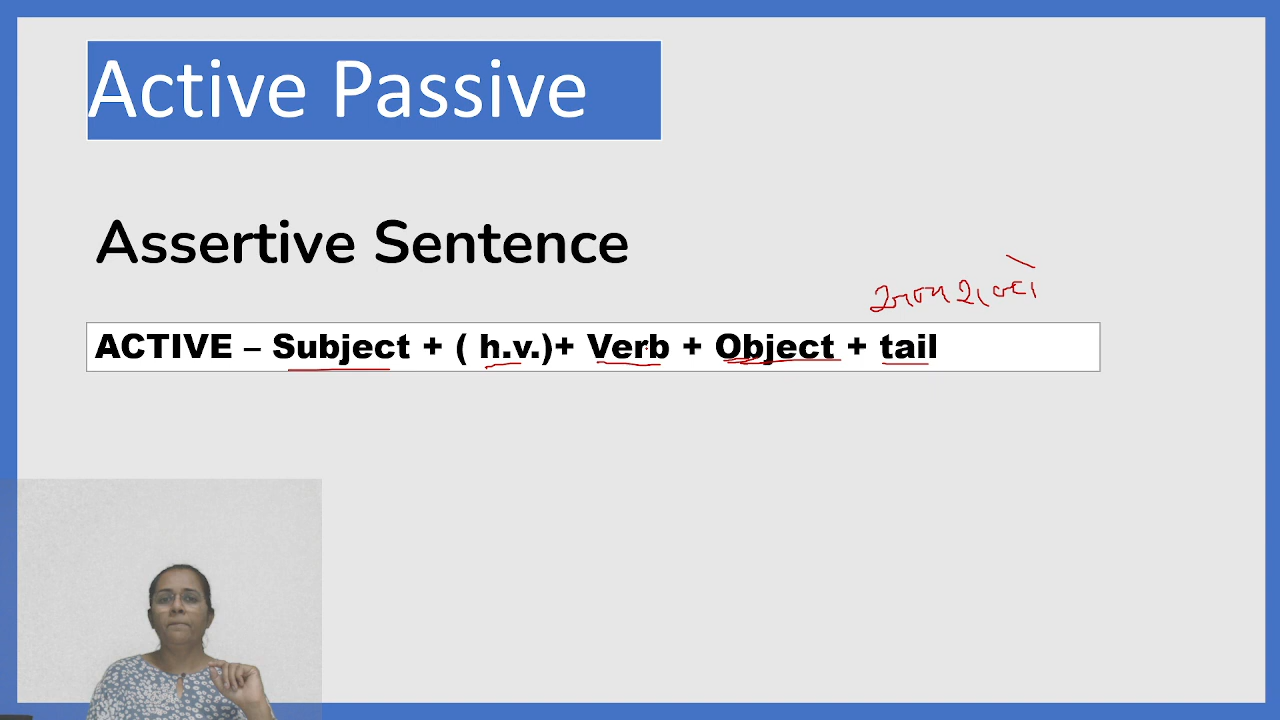 Active Passive
Assertive Sentence
ACTIVE – Subject + ( h.v.)+ Verb + Object + tail